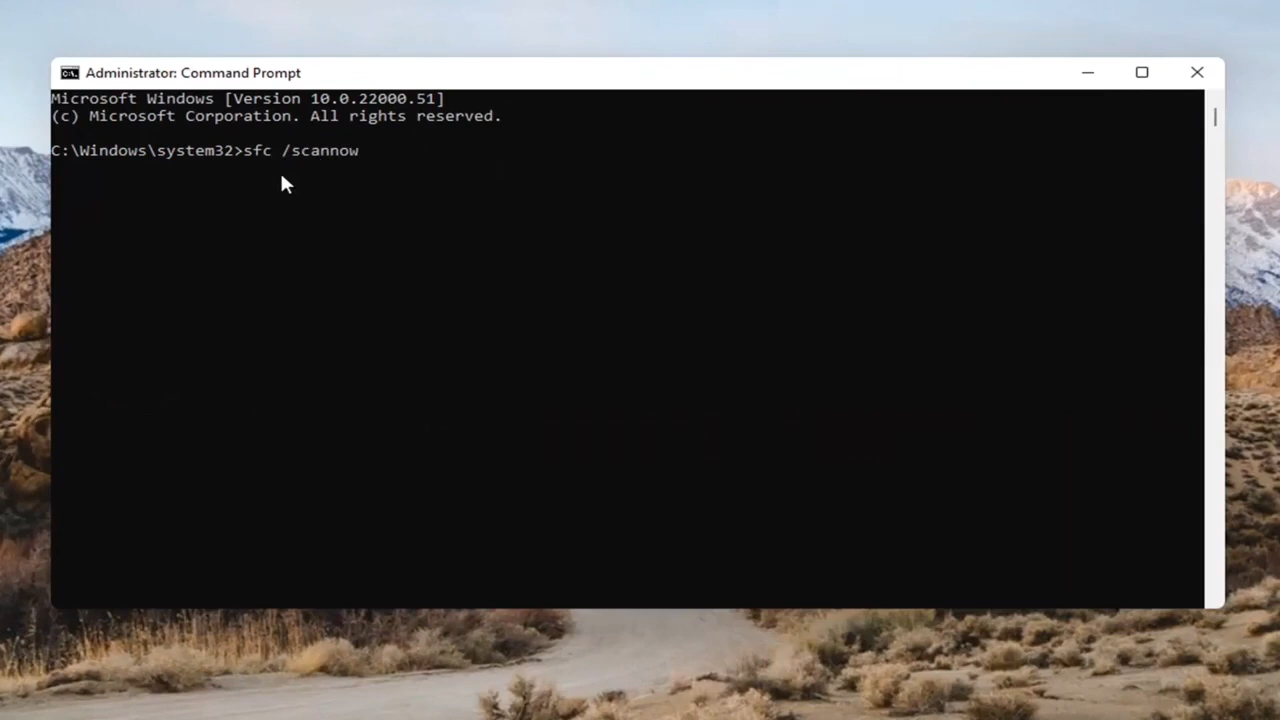 Administrator: Command Prompt
Microsoft Windows [Version 10.0.22000.51]
(c) Microsoft Corporation. All rights reserved.
C:\Windows\system32>sfc /scannow